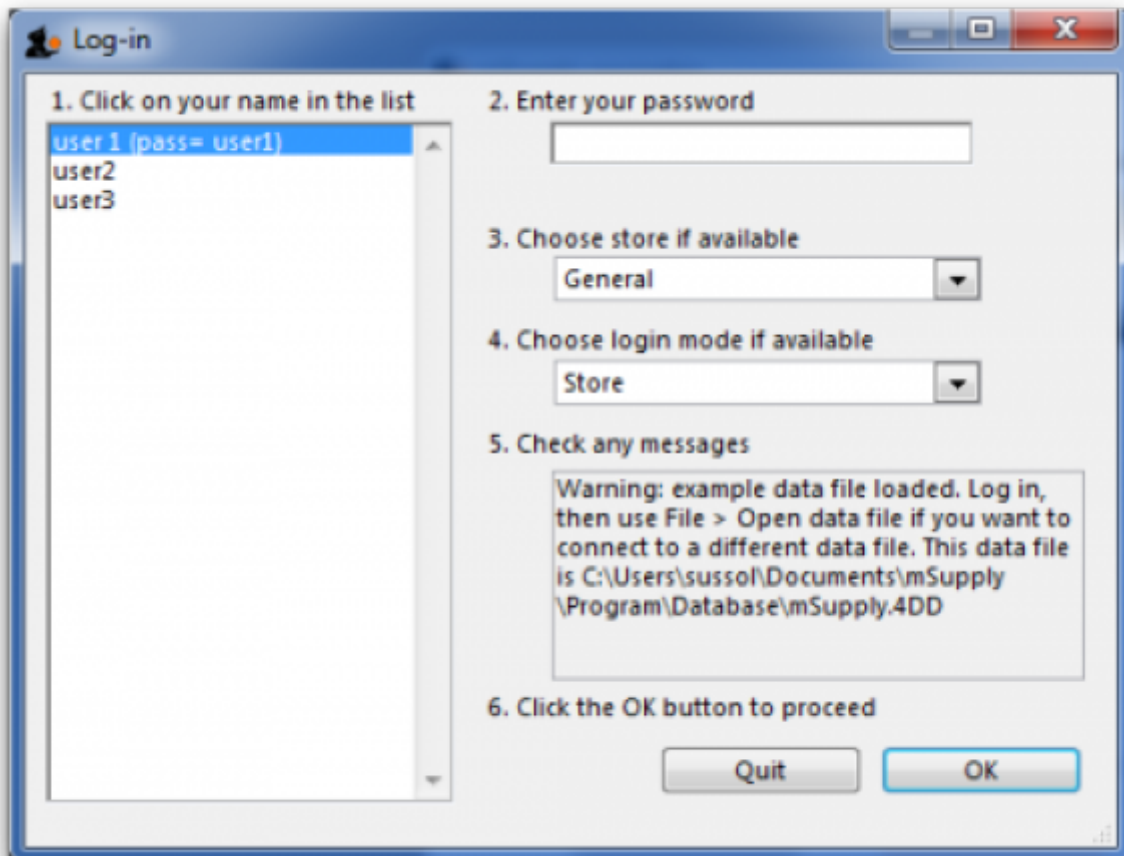 Log-in
1. Click on your name in the list
user 1 (pass= user1)
user2
user3
2. Enter your password
3. Choose store if available
General
4. Choose login mode if available
Store
5. Check any messages
Warning: example data file loaded. Log in,
then use File > Open data file if you want to
connect to a different data file. This data file
is C:\Users\sussol\Documents\mSupply
\Program\Database\mSupply.4DD
6. Click the OK button to proceed
Quit
OK